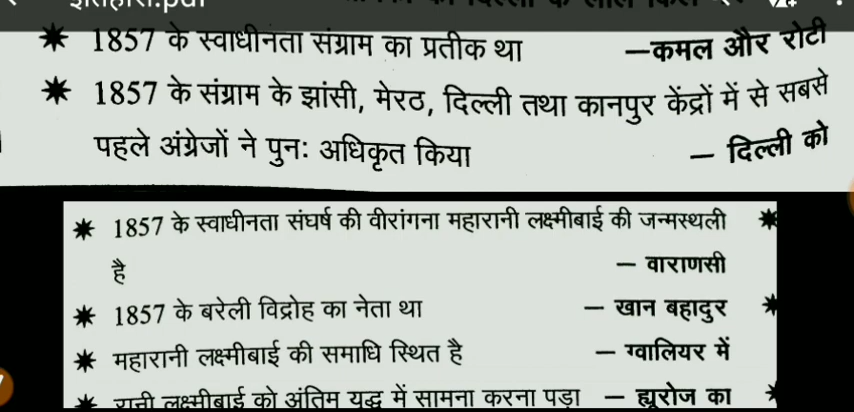 * 1857 के स्वाधीनता संग्राम का प्रतीक था —कमल और रोटी
* 1857 के संग्राम के झांसी, मेरठ, दिल्ली तथा कानपुर केंद्रों में से सबसे
पहले अंग्रेजों ने पुनः अधिकृत किया — दिल्ली को
* 1857 के स्वाधीनता संघर्ष की वीरांगना महारानी लक्ष्मीबाई की जन्मस्थली
है — वाराणसी
* 1857 के बरेली विद्रोह का नेता था — खान बहादुर
* महारानी लक्ष्मीबाई की समाधि स्थित है — ग्वालियर में
* रानी लक्ष्मीबाई को अंतिम युद्ध में सामना करना पड़ा — ह्यूरोज का